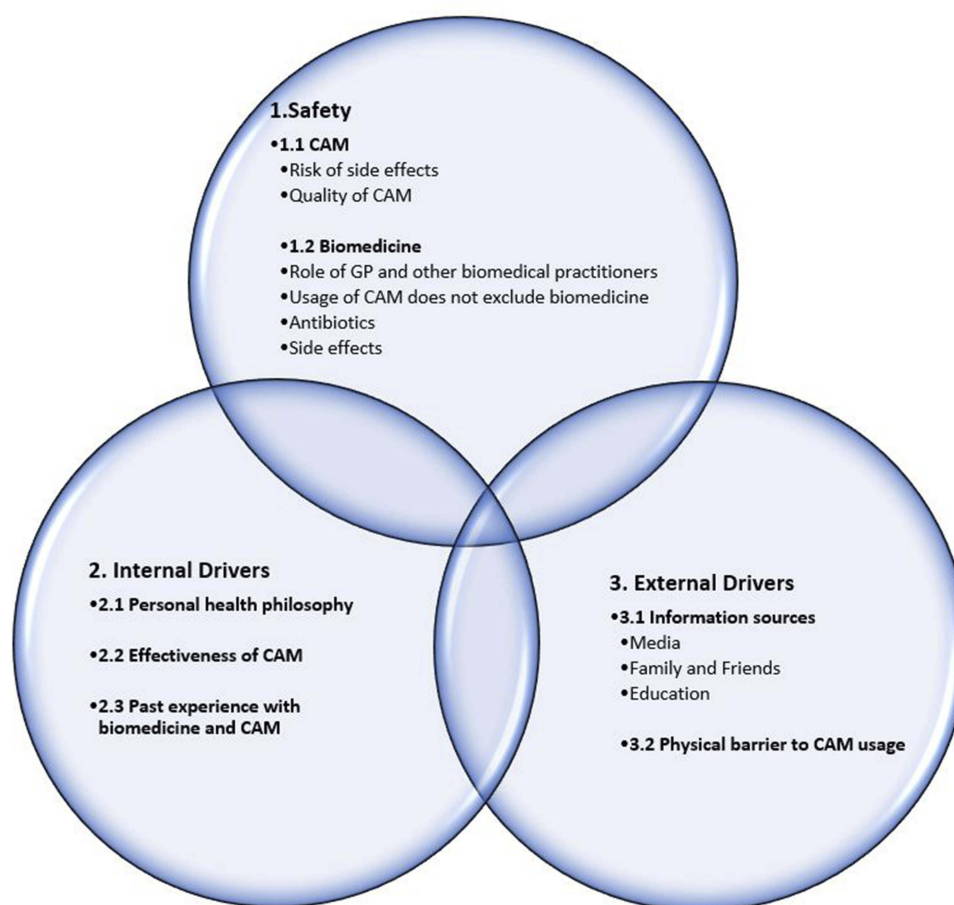 1.Safety
•1.1 CAM
•Risk of side effects
•Quality of CAM
•1.2 Biomedicine
•Role of GP and other biomedical practitioners
•Usage of CAM does not exclude biomedicine
•Antibiotics
•Side effects
2. Internal Drivers
•2.1 Personal health philosophy
•2.2 Effectiveness of CAM
•2.3 Past experience with
biomedicine and CAM
3. External Drivers
•3.1 Information sources
•Media
•Family and Friends
•Education
•3.2 Physical barrier to CAM usage